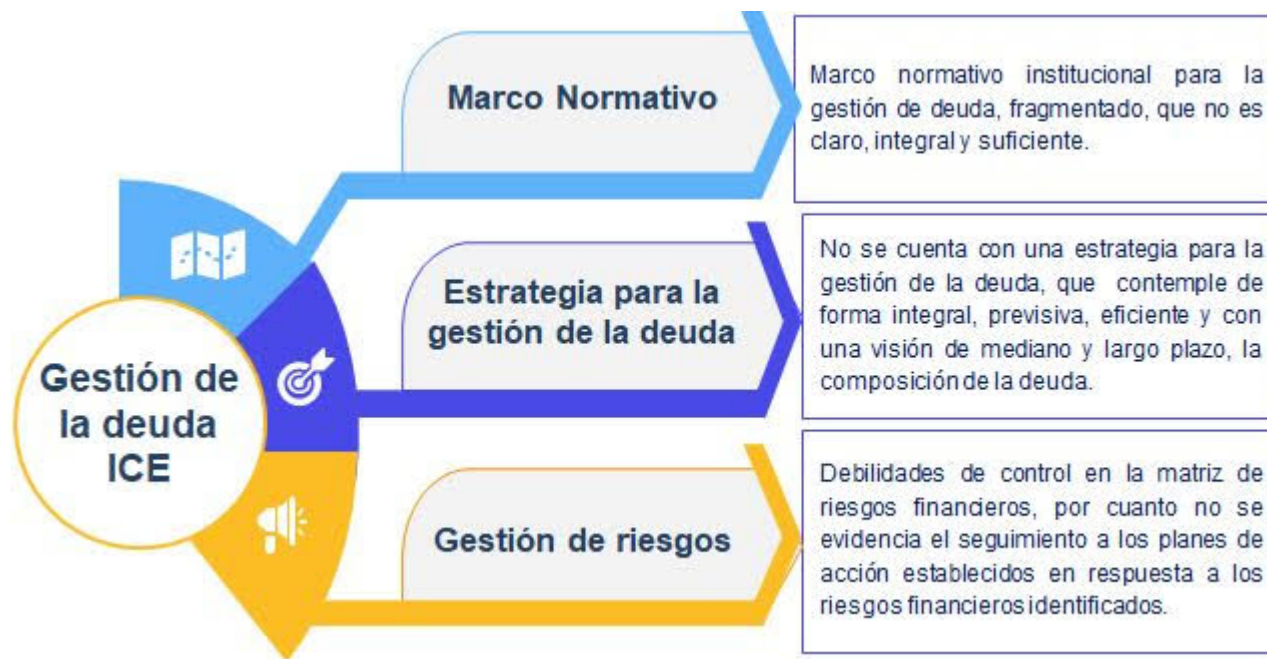 Gestión de
la deuda
ICE
Marco Normativo
Marco normativo institucional para la
gestión de deuda, fragmentado, que no es
claro, integral y suficiente.
Estrategia para la
gestión de la deuda
No se cuenta con una estrategia para la
gestión de la deuda, que contemple de
forma integral, previsiva, eficiente y con
una visión de mediano y largo plazo, la
composición de la deuda.
Gestión de riesgos
Debilidades de control en la matriz de
riesgos financieros, por cuanto no se
evidencia el seguimiento a los planes de
acción establecidos en respuesta a los
riesgos financieros identificados.